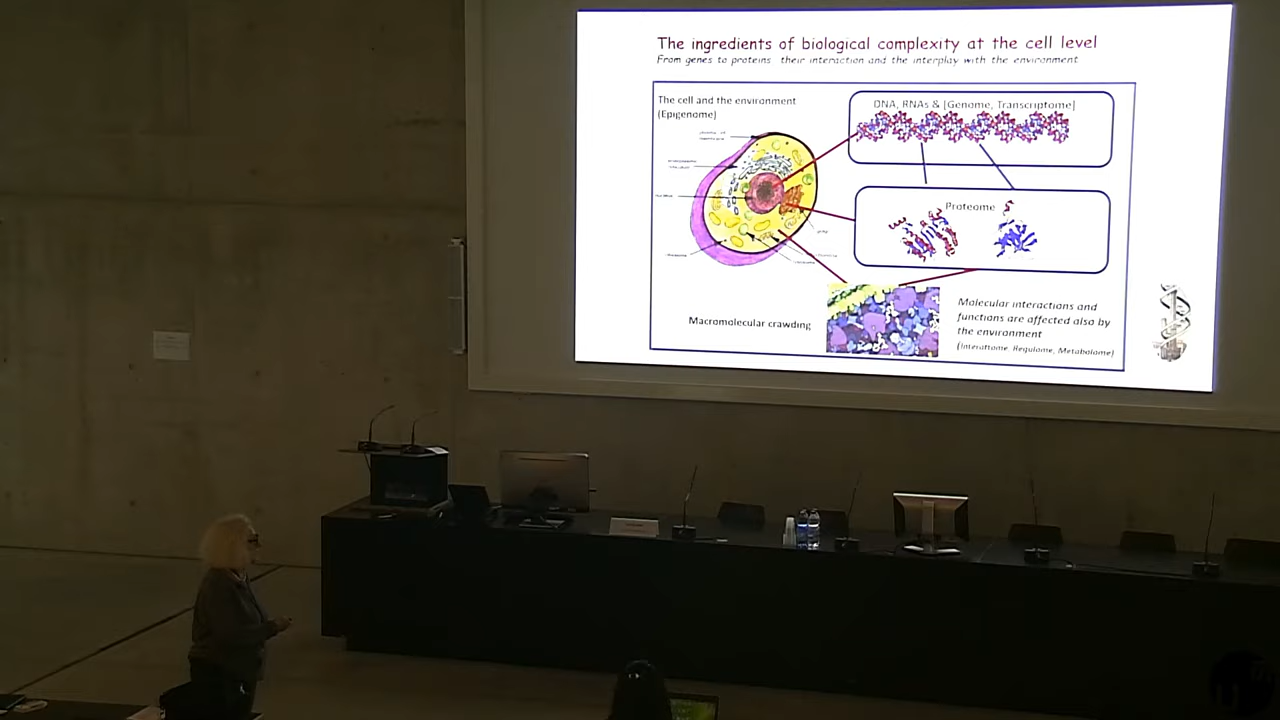 The ingredients of biological complexity at the cell level
From genes to proteins their interaction and the interplay with the environment
The cell and the environment
(Epigenome)
DNA, RNAs & [Genome, Transcriptome]
Proteome
Macromolecular crawding
Molecular interactions and
functions are affected also by
the environment
(Interattome, Regulome, Metabolome)